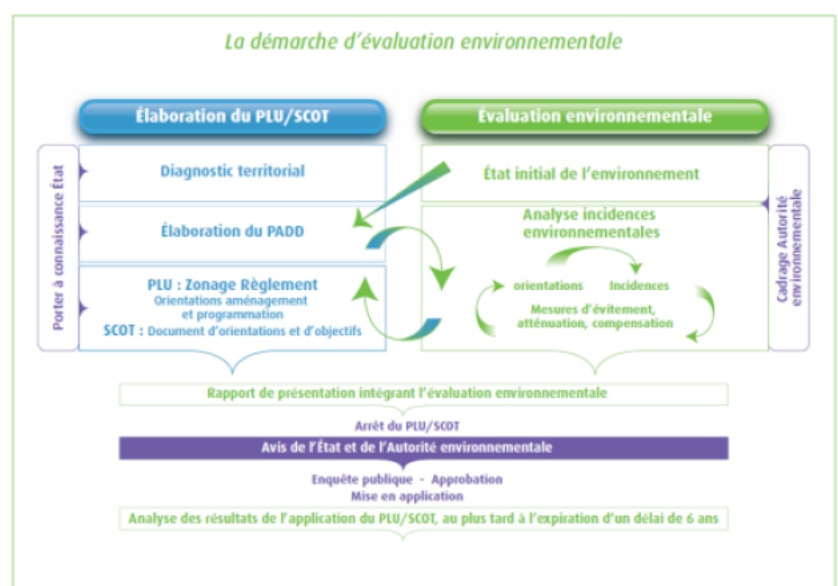 La démarche d'évaluation environnementale
Élaboration du PLU/SCOT
Évaluation environnementale
Porter à connaissance État
Diagnostic territorial
Élaboration du PADD
PLU : Zonage Règlement
Orientations aménagement
et programmation
SCOT : Document d'orientations et d'objectifs
État initial de l'environnement
Analyse incidences
environnementales
orientations
Incidences
Mesures d'évitement,
atténuation, compensation
Cadrage Autorité
environnementale
Rapport de présentation intégrant l'évaluation environnementale
Arrêt du PLU/SCOT
Avis de l'État et de l'Autorité environnementale
Enquête publique - Approbation
Mise en application
Analyse des résultats de l'application du PLU/SCOT, au plus tard à l'expiration d'un délai de 6 ans